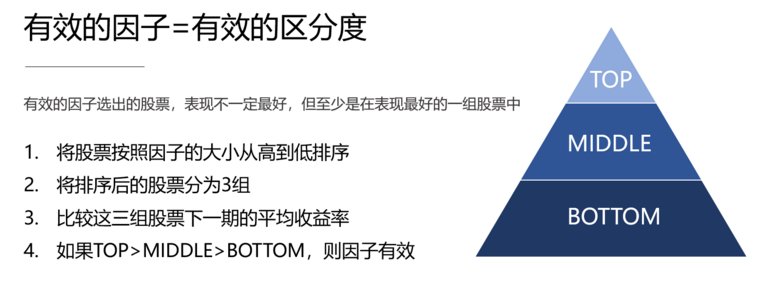 有效的因子=有效的区分度
有效的因子选出的股票，表现不一定最好，但至少是在表现最好的一组股票中
1. 将股票按照因子的大小从高到低排序
2. 将排序后的股票分为3组
3. 比较这三组股票下一期的平均收益率
4. 如果TOP>MIDDLE>BOTTOM，则因子有效
TOP
MIDDLE
BOTTOM